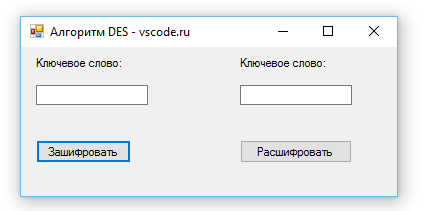 Алгоритм DES - vscode.ru
Ключевое слово: Ключевое слово:
Зашифровать Расшифровать